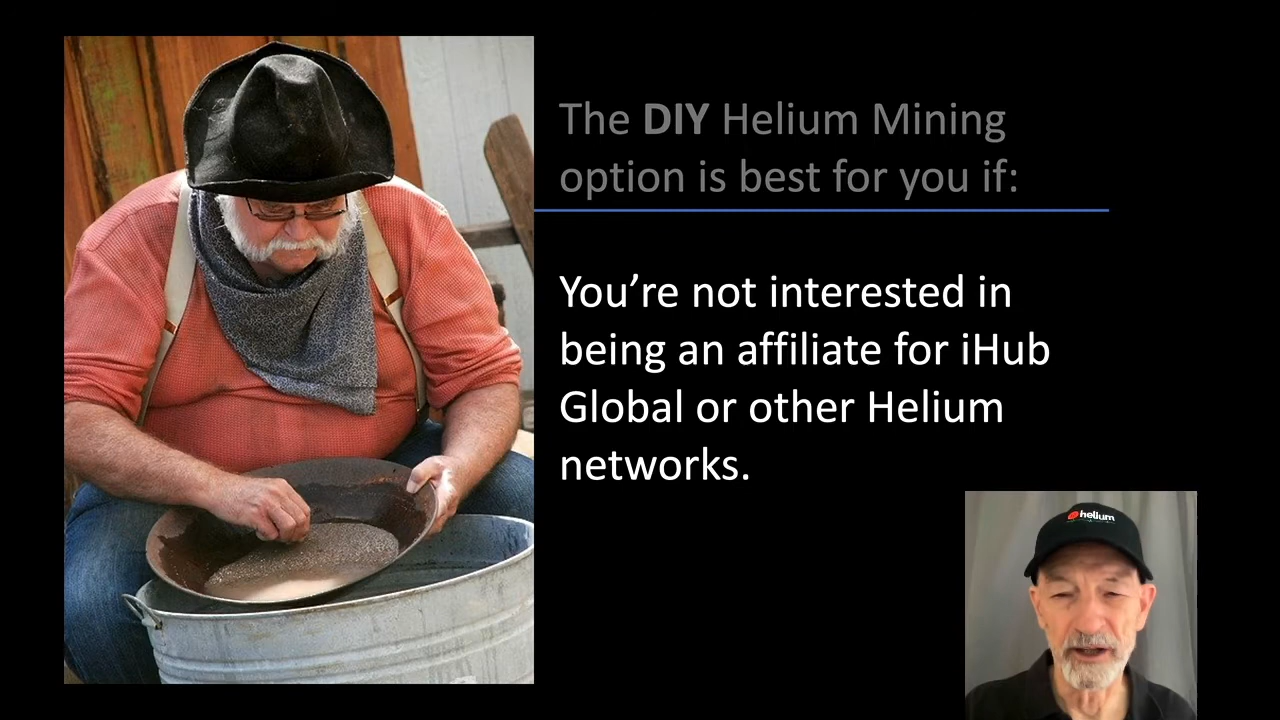 The DIY Helium Mining
option is best for you if:
You’re not interested in
being an affiliate for iHub
Global or other Helium
networks.
helium